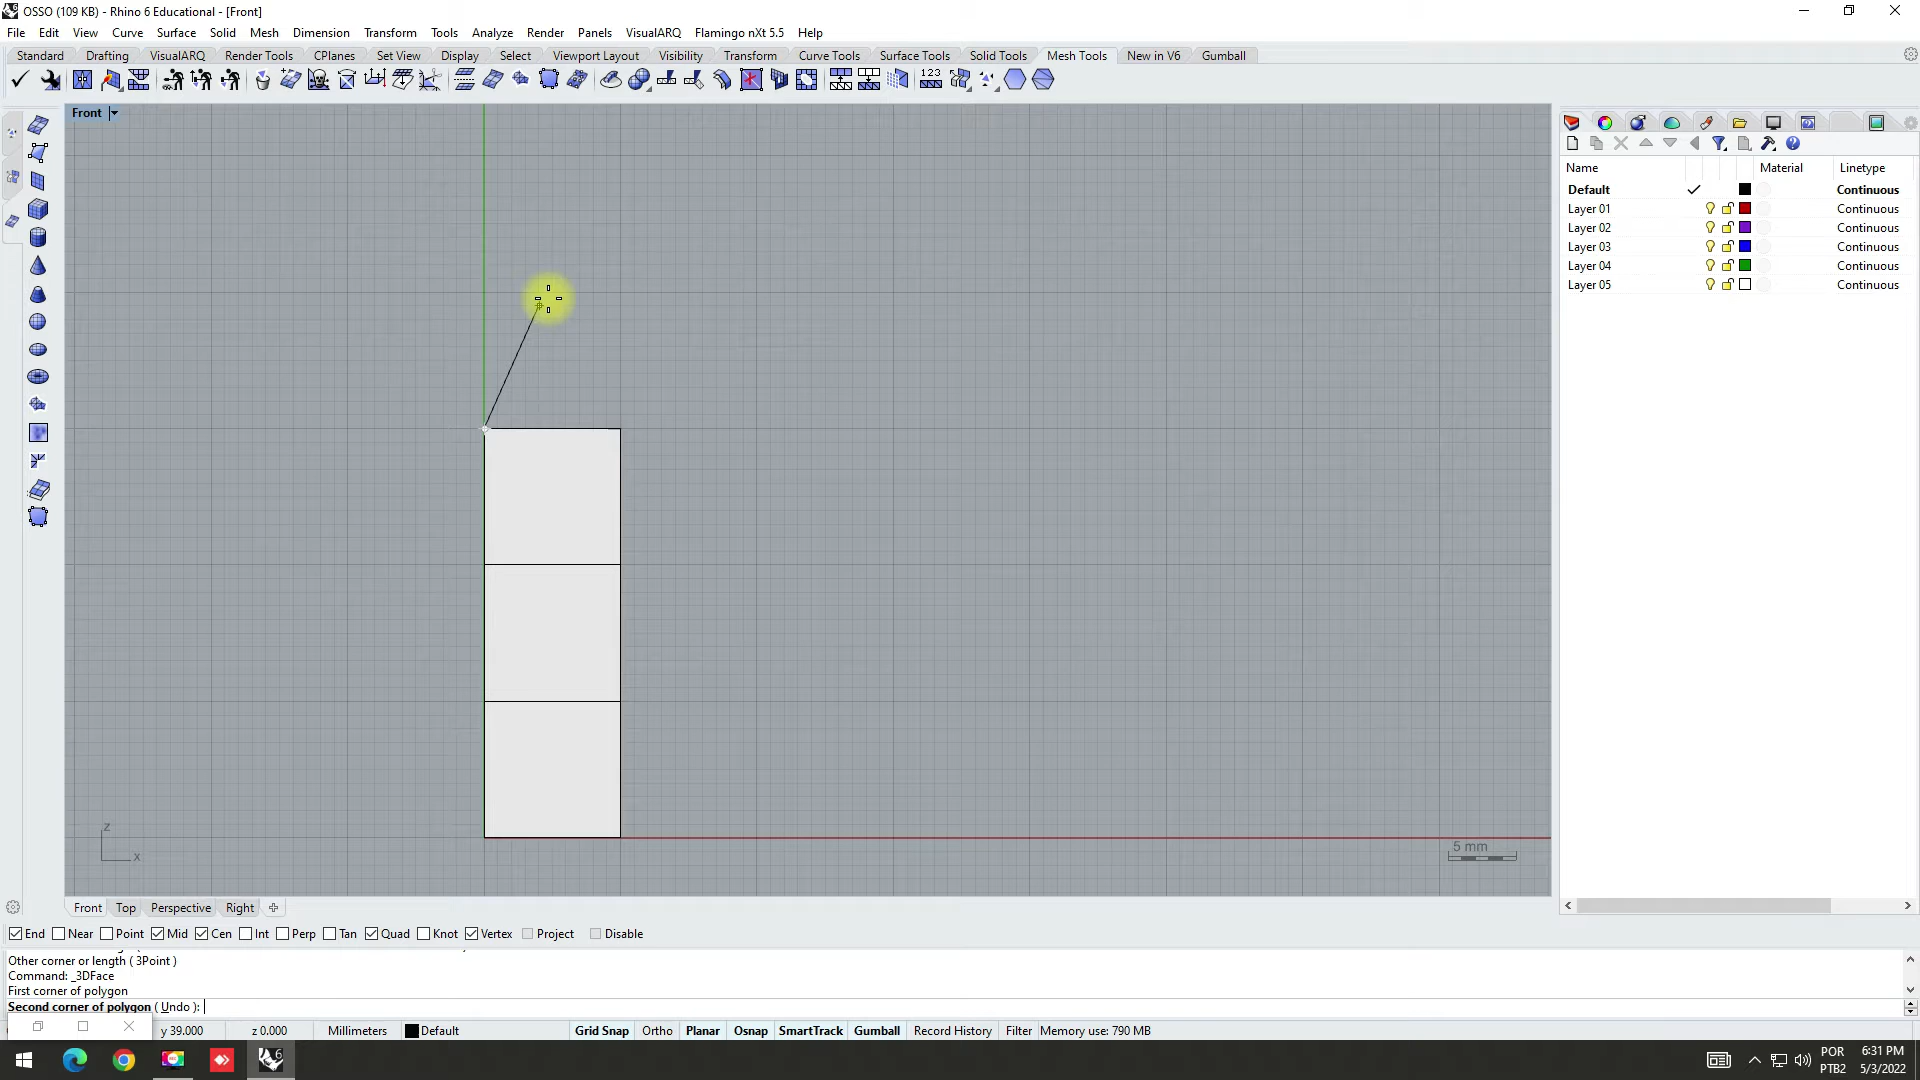 OSSO (109 KB) - Rhino 6 Educational - [Front]
File Edit View Curve Surface Solid Mesh Dimension Transform Tools Analyze Render Panels VisualARQ Flamingo nXt 5.5 Help
Standard Drafting VisualARQ Render Tools CPlanes Set View Display Select Viewport Layout Visibility Transform Curve Tools Surface Tools Solid Tools Mesh Tools New in V6 Gumball
123
Front
Name Material Linetype
Default Continuous
Layer 01 Continuous
Layer 02 Continuous
Layer 03 Continuous
Layer 04 Continuous
Layer 05 Continuous
z
x
5 mm
Front Top Perspective Right
End Near Point Mid Cen Int Perp Tan Quad Knot Vertex Project Disable
Other corner or length ( 3Point )
Command: _3DFace
First corner of polygon
Second corner of polygon ( Undo ):
y 39.000 z 0.000 Millimeters Default Grid Snap Ortho Planar Osnap SmartTrack Gumball Record History Filter Memory use: 790 MB
6
POR 6:31 PM
PTB2 5/3/2022